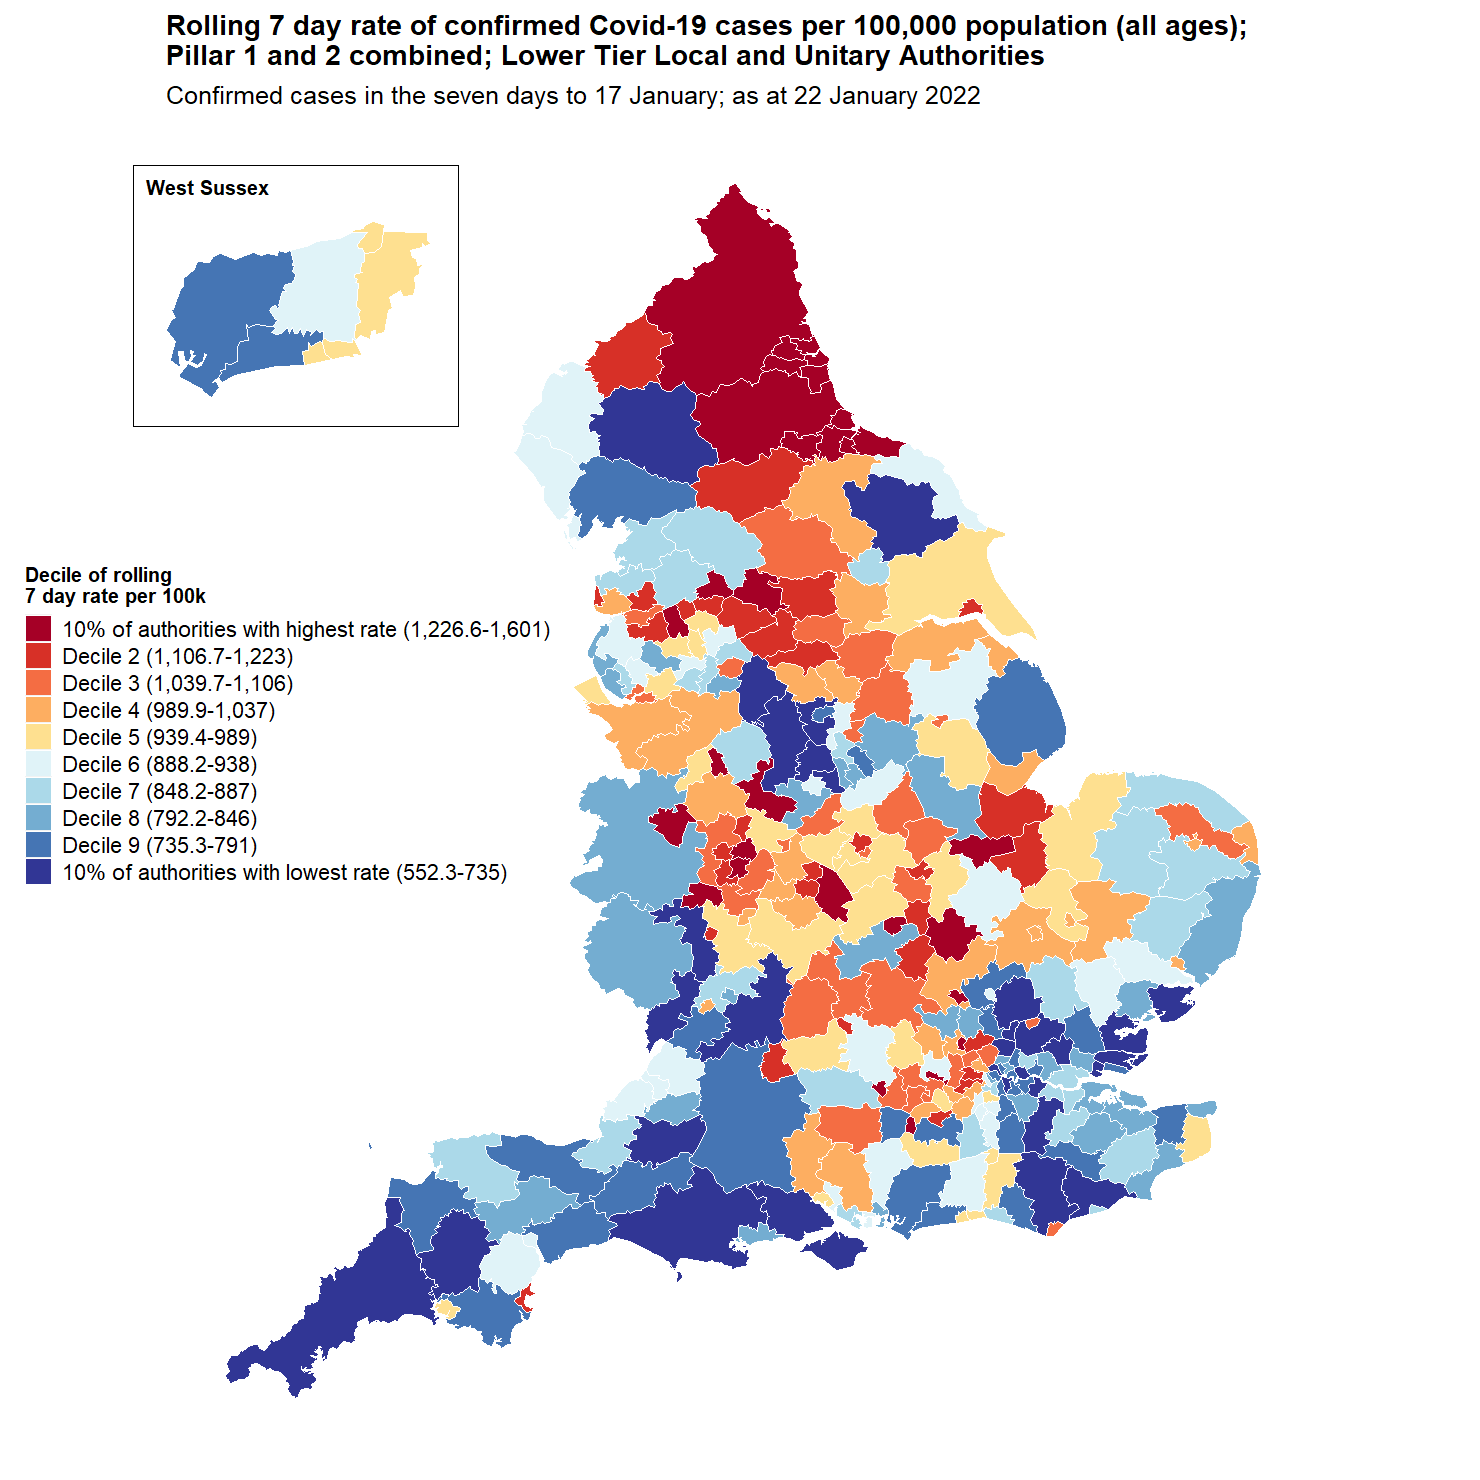 Rolling 7 day rate of confirmed Covid-19 cases per 100,000 population (all ages);
Pillar 1 and 2 combined; Lower Tier Local and Unitary Authorities
Confirmed cases in the seven days to 17 January; as at 22 January 2022
West Sussex
Decile of rolling
7 day rate per 100k
10% of authorities with highest rate (1,226.6-1,601)
Decile 2 (1,106.7-1,223)
Decile 3 (1,039.7-1,106)
Decile 4 (989.9-1,037)
Decile 5 (939.4-989)
Decile 6 (888.2-938)
Decile 7 (848.2-887)
Decile 8 (792.2-846)
Decile 9 (735.3-791)
10% of authorities with lowest rate (552.3-735)